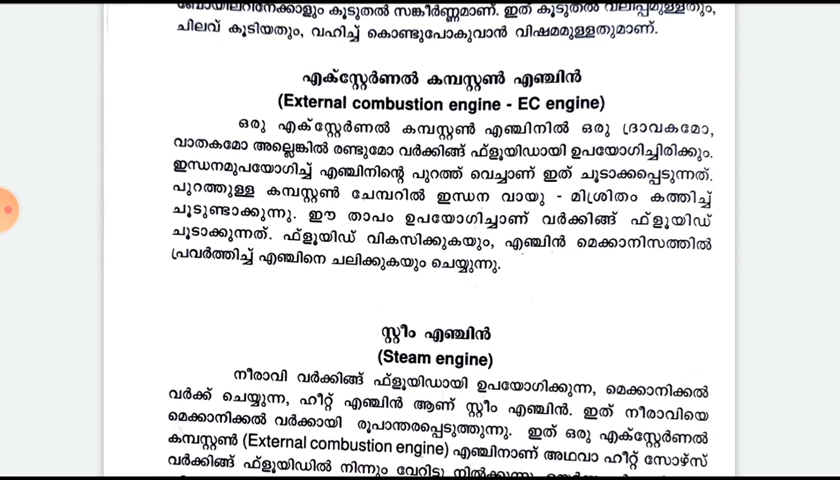 ബോയിലറിനേക്കാളും കൂടുതൽ സങ്കീർണ്ണമാണ്. ഇത് കൂടുതൽ വലിപ്പമുള്ളതും,
ചിലവ് കൂടിയതും, വഹിച്ച് കൊണ്ടുപോകുവാൻ വിഷമമുള്ളതുമാണ്.
എക്സ്റ്റേർണൽ കമ്പസ്റ്റൺ എഞ്ചിൻ
(External combustion engine - EC engine)
ഒരു എക്സ്റ്റേർണൽ കമ്പസ്റ്റൺ എഞ്ചിനിൽ ഒരു ദ്രാവകമോ,
വാതകമോ അല്ലെങ്കിൽ രണ്ടുമോ വർക്കിങ്ങ് ഫ്ളൂയിഡായി ഉപയോഗിച്ചിരിക്കും.
ഇന്ധനമുപയോഗിച്ച് എഞ്ചിനിന്റെ പുറത്ത് വെച്ചാണ് ഇത് ചൂടാക്കപ്പെടുന്നത്.
പുറത്തുള്ള കമ്പസ്റ്റൺ ചേമ്പറിൽ ഇന്ധന വായു - മിശ്രിതം കത്തിച്ച്
ചൂടുണ്ടാക്കുന്നു. ഈ താപം ഉപയോഗിച്ചാണ് വർക്കിങ്ങ് ഫ്ളൂയിഡ്
ചൂടാക്കുന്നത്. ഫ്ളൂയിഡ് വികസിക്കുകയും, എഞ്ചിൻ മെക്കാനിസത്തിൽ
പ്രവർത്തിച്ച് എഞ്ചിനെ ചലിക്കുകയും ചെയ്യുന്നു.
സ്റ്റീം എഞ്ചിൻ
(Steam engine)
നീരാവി വർക്കിങ്ങ് ഫ്ളൂയിഡായി ഉപയോഗിക്കുന്ന, മെക്കാനിക്കൽ
വർക്ക് ചെയ്യുന്ന, ഹീറ്റ് എഞ്ചിൻ ആണ് സ്റ്റീം എഞ്ചിൻ. ഇത് നീരാവിയെ
മെക്കാനിക്കൽ വർക്കായി രൂപാന്തരപ്പെടുത്തുന്നു. ഇത് ഒരു എക്സ്റ്റേർണൽ
കമ്പസ്റ്റൺ (External combustion engine) എഞ്ചിനാണ് അഥവാ ഹീറ്റ് സോഴ്സ്
വർക്കിങ്ങ് ഫ്ളൂയിഡിൽ നിന്നും വേറിട്ടു നിൽക്കുന്നു.